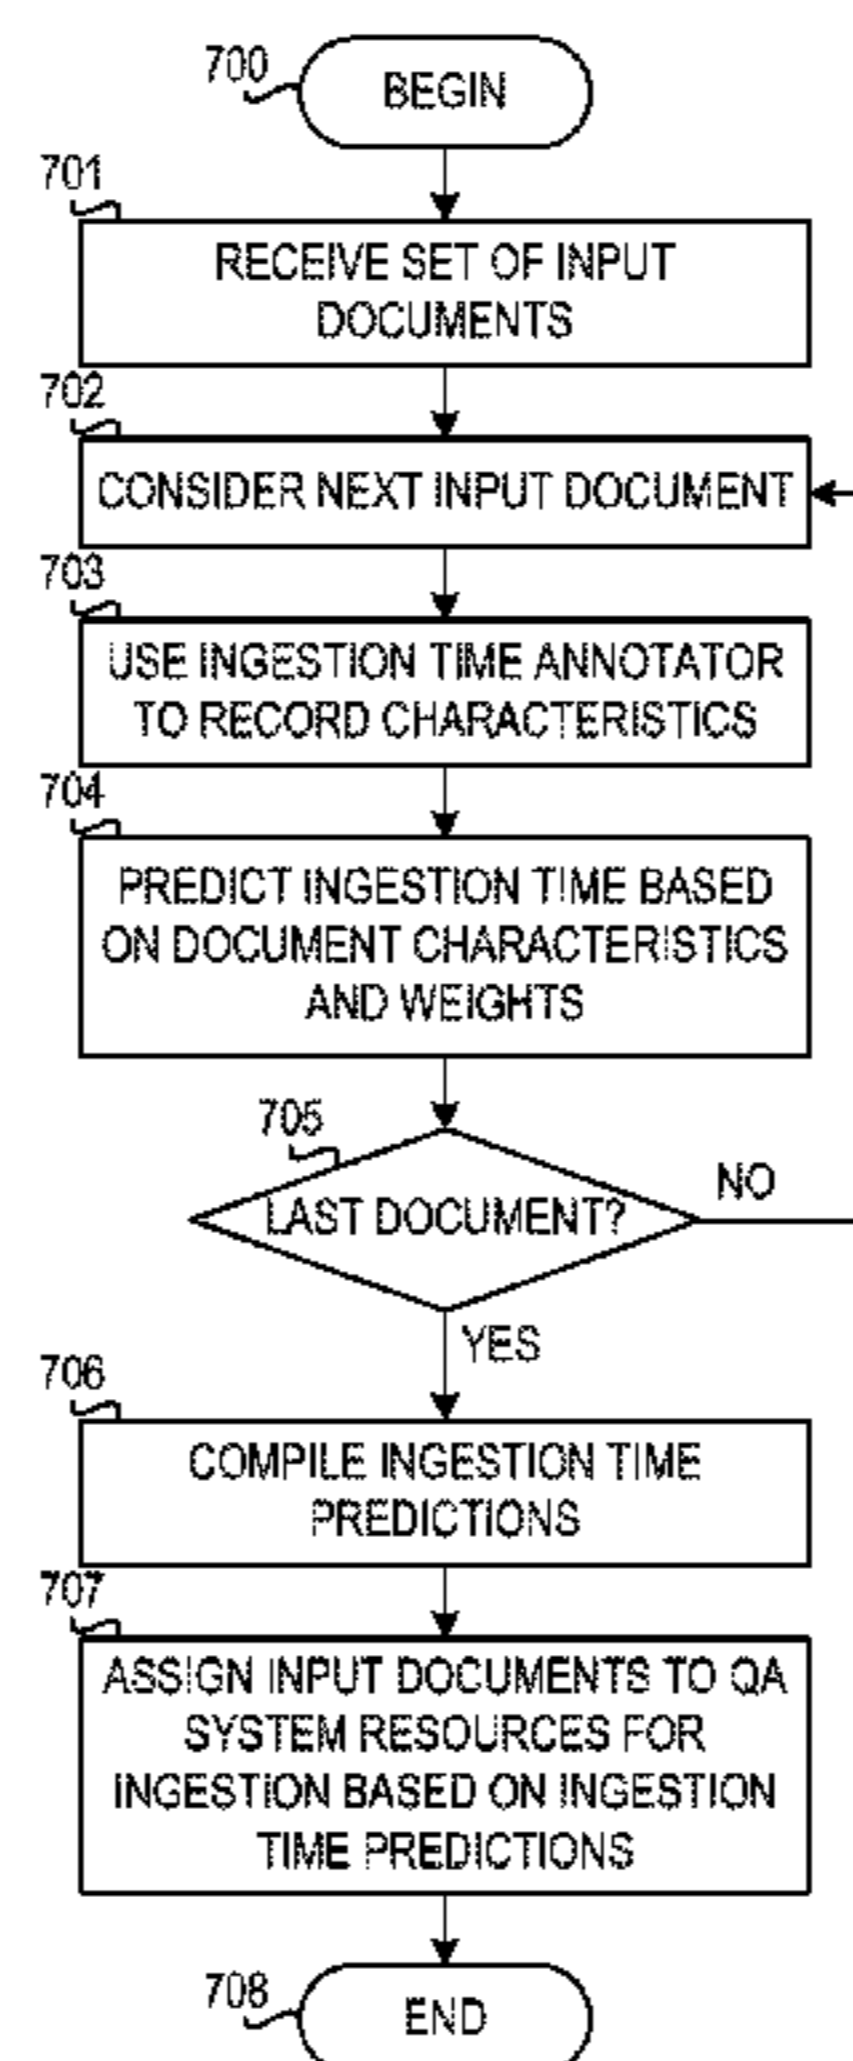 700
BEGIN
701
RECEIVE SET OF INPUT
DOCUMENTS
702
CONSIDER NEXT INPUT DOCUMENT
703
USE INGESTION TIME ANNOTATOR
TO RECORD CHARACTERISTICS
704
PREDICT INGESTION TIME BASED
ON DOCUMENT CHARACTERISTICS
AND WEIGHTS
705
LAST DOCUMENT?
NO
YES
706
COMPILE INGESTION TIME
PREDICTIONS
707
ASSIGN INPUT DOCUMENTS TO QA
SYSTEM RESOURCES FOR
INGESTION BASED ON INGESTION
TIME PREDICTIONS
708
END